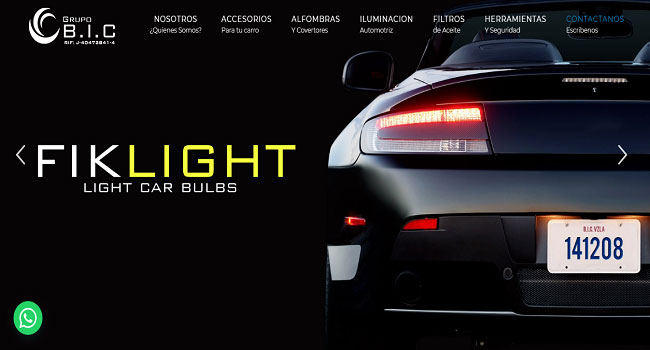 GRUPO
B.I.C
RIF: J-40473841-4
NOSOTROS
¿Quienes Somos?
ACCESORIOS
Para tu carro
ALFOMBRAS
Y Covertores
ILUMINACION
Automotriz
FILTROS
de Aceite
HERRAMIENTAS
Y Seguridad
CONTACTANOS
Escribenos
FIKLIGHT
LIGHT CAR BULBS
B.I.C. VZLA
141208